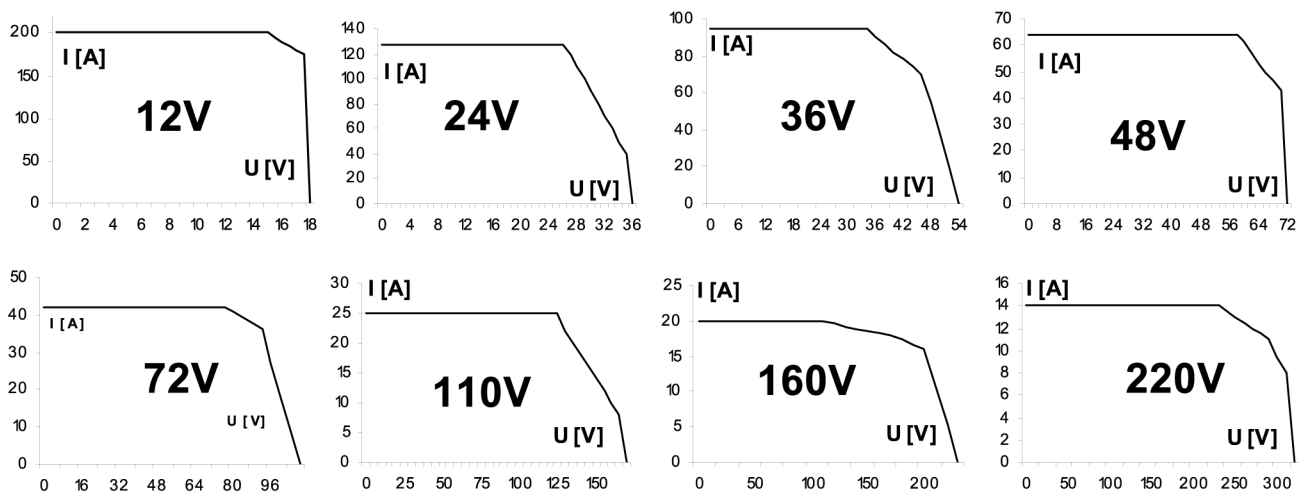 200
150
100
50
0
I [A]
12V
U [V]
0 2 4 6 8 10 12 14 16 18
140
120
100
80
60
40
20
0
I [A]
24V
U [V]
0 4 8 12 16 20 24 28 32 36
100
80
60
40
20
0
I [A]
36V
U [V]
0 6 12 18 24 30 36 42 48 54
70
60
50
40
30
20
10
0
I [A]
48V
U [V]
0 8 16 24 32 40 48 56 64 72
50
40
30
20
10
0
I [A]
72V
U [V]
0 16 32 48 64 80 96
30
25
20
15
10
5
0
I [A]
110V
U [V]
0 25 50 75 100 125 150
25
20
15
10
5
0
I [A]
160V
U [V]
0 50 100 150 200
16
14
12
10
8
6
4
2
0
I [A]
220V
U [V]
0 50 100 150 200 250 300